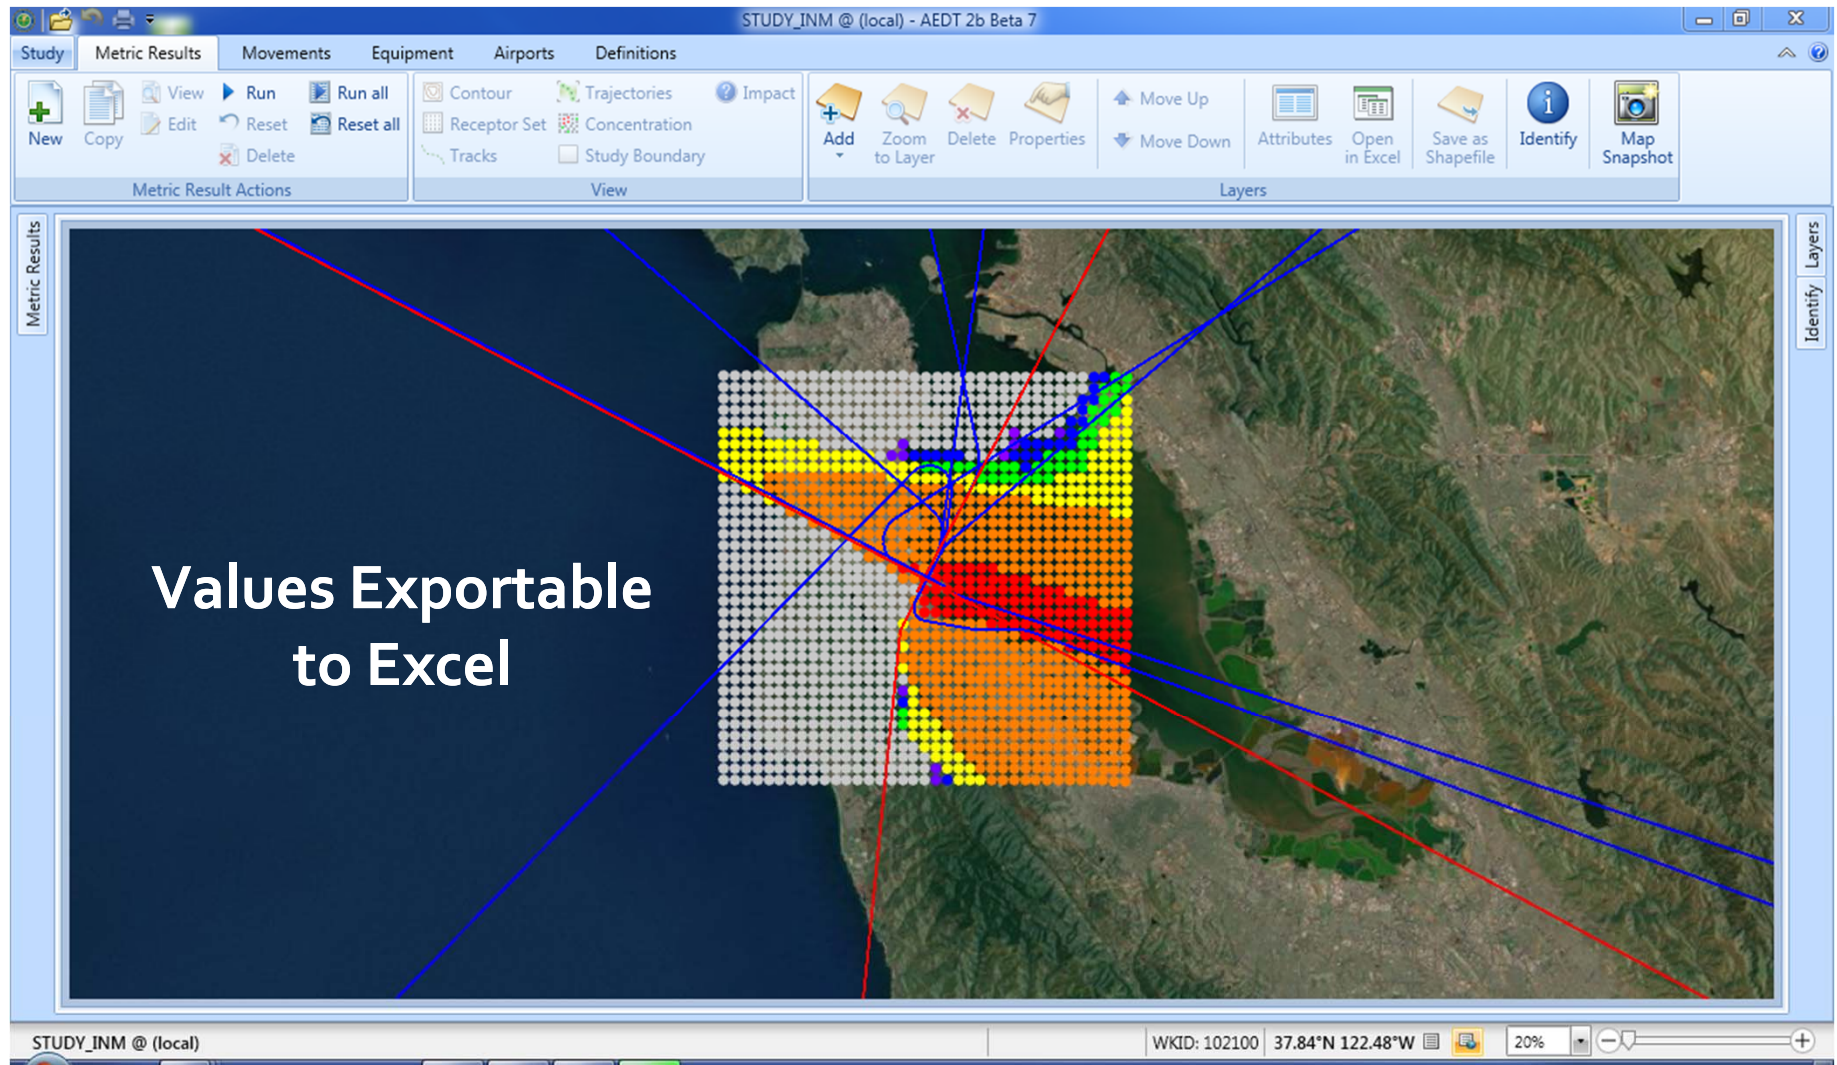 STUDY_INM @ (local) - AEDT 2b Beta 7
Study Metric Results Movements Equipment Airports Definitions
View Run Run all Contour Trajectories Impact
Move Up
Edit Reset Reset all Receptor Set Concentration
New Copy Add Zoom to Layer Delete Properties Move Down Attributes Open in Excel Save as Shapefile Identify Map Snapshot
Delete Tracks Study Boundary
Metric Result Actions View Layers
Metric Results
Layers
Identify
Values Exportable
to Excel
STUDY_INM @ (local) WKID: 102100 37.84°N 122.48°W 20%